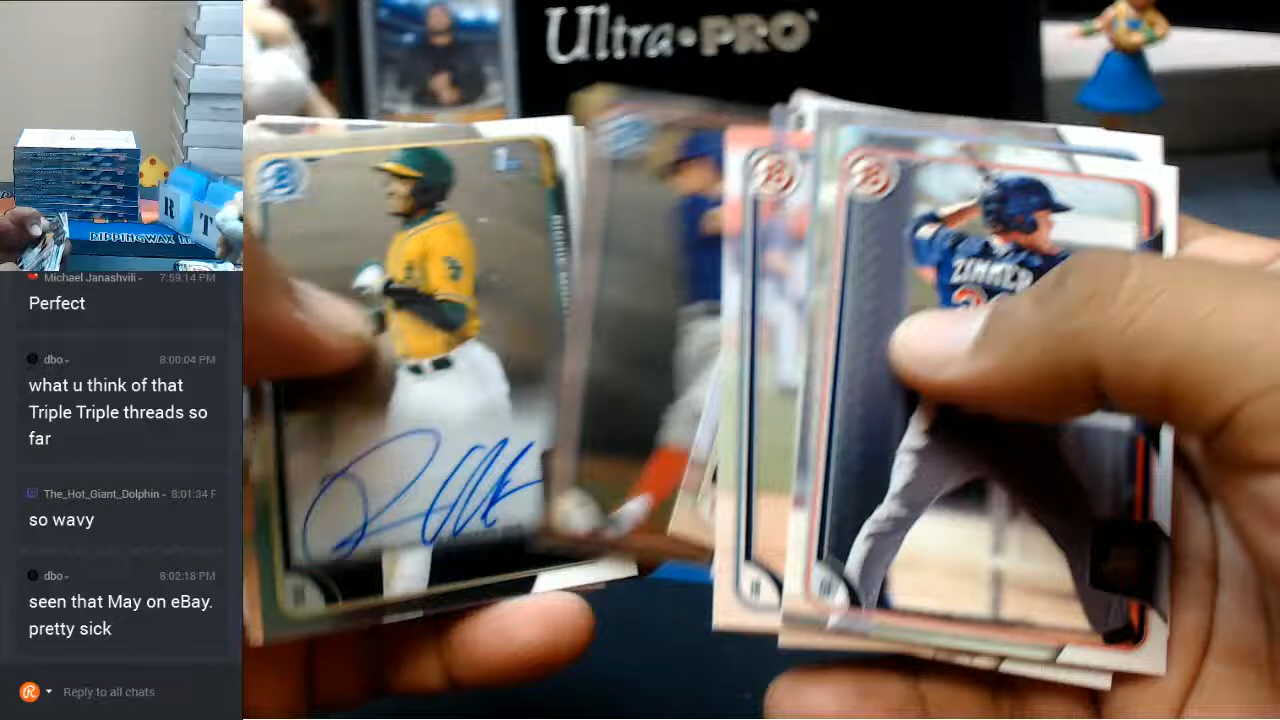 Ultra•PRO
RIPPINGWAX
R
T
ZIMMER
Michael Janashvili - 7:59:14 PM
Perfect
dbo - 8:00:04 PM
what u think of that
Triple Triple threads so
far
The_Hot_Giant_Dolphin - 8:01:34 P
so wavy
dbo - 8:02:18 PM
seen that May on eBay.
pretty sick
Reply to all chats